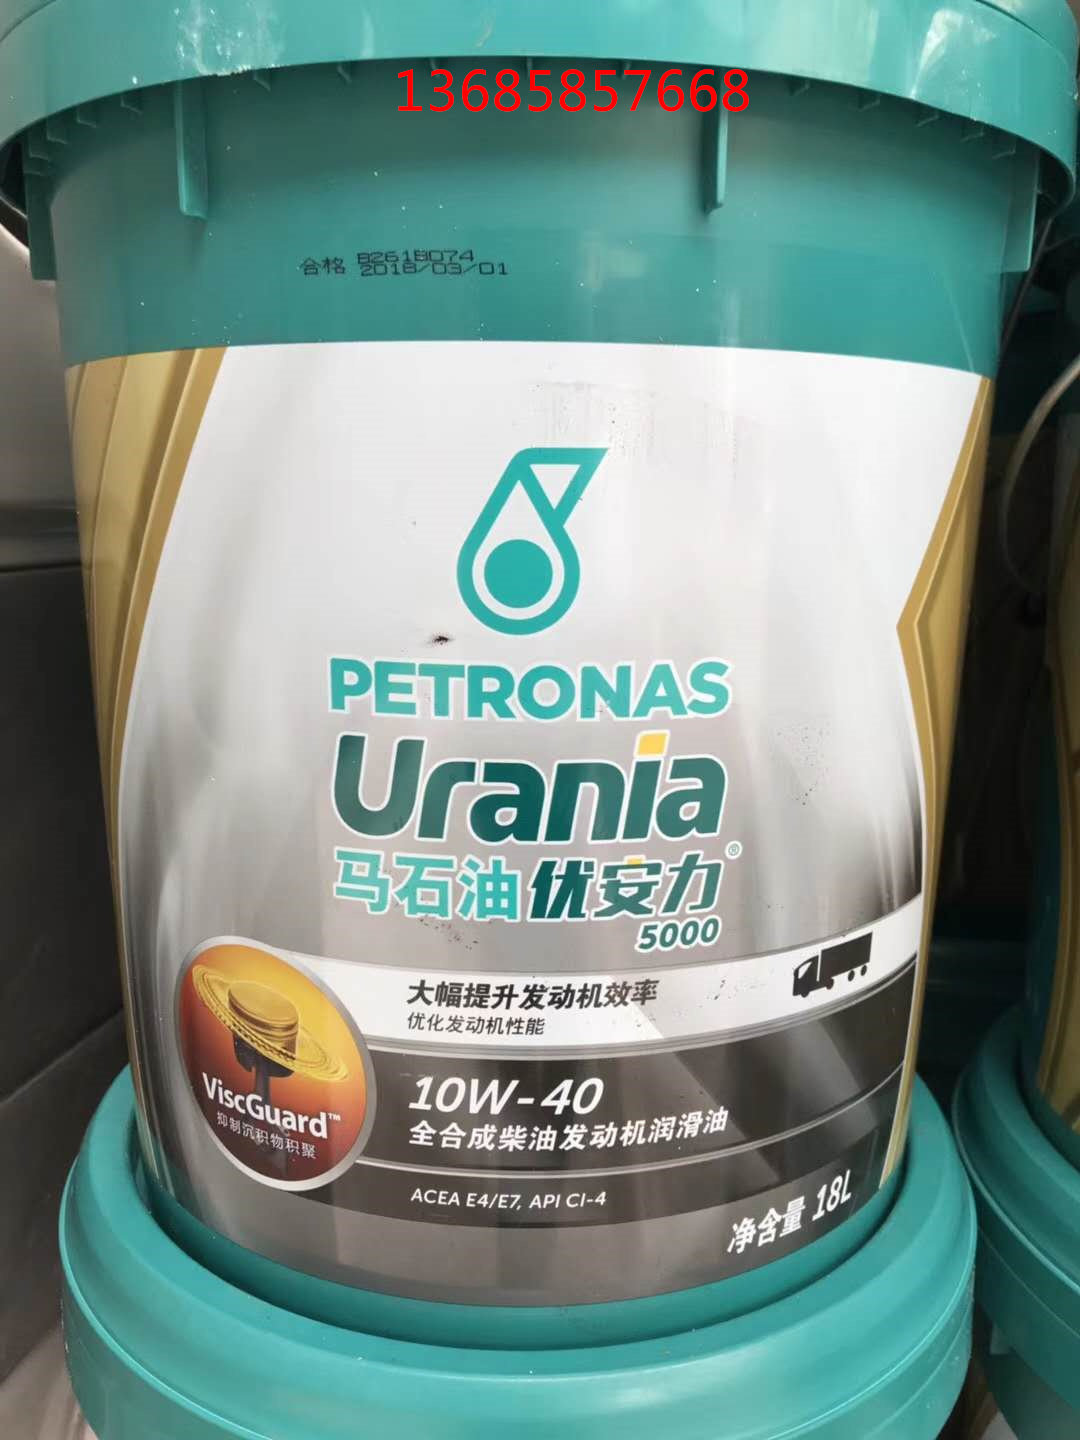 13685857668
合格 B261B074
2018/03/01
PETRONAS
Urania
马石油优安力®
5000
大幅提升发动机效率
优化发动机性能
ViscGuard™
抑制沉积物积聚
10W-40
全合成柴油发动机润滑油
ACEA E4/E7, API CI-4
净含量 18L